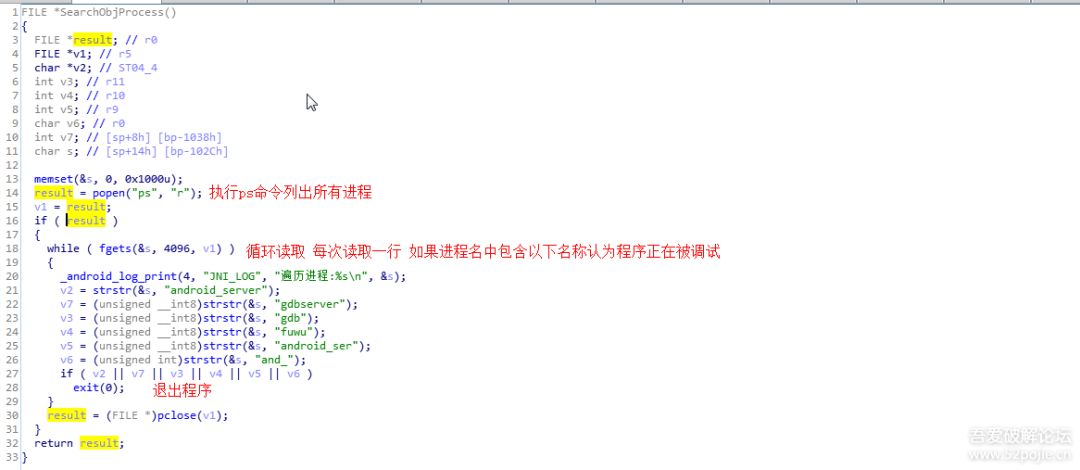 1 FILE *SearchObjProcess()
2 {
3 FILE *result; // r0
4 FILE *v1; // r5
5 char *v2; // ST04_4
6 int v3; // r11
7 int v4; // r10
8 int v5; // r9
9 char v6; // r0
10 int v7; // [sp+8h] [bp-1038h]
11 char s; // [sp+14h] [bp-102Ch]
12
13 memset(&s, 0, 0x1000u);
14 result = popen("ps", "r"); 执行ps命令列出所有进程
15 v1 = result;
16 if ( result )
17 {
18 while ( fgets(&s, 4096, v1) ) 循环读取 每次读取一行 如果进程名中包含以下名称认为程序正在被调试
19 {
20 _android_log_print(4, "JNI_LOG", "遍历进程:%s\n", &s);
21 v2 = strstr(&s, "android_server");
22 v7 = (unsigned __int8)strstr(&s, "gdbserver");
23 v3 = (unsigned __int8)strstr(&s, "gdb");
24 v4 = (unsigned __int8)strstr(&s, "fuwu");
25 v5 = (unsigned __int8)strstr(&s, "android_ser");
26 v6 = (unsigned int)strstr(&s, "and_");
27 if ( v2 || v7 || v3 || v4 || v5 || v6 )
28 exit(0); 退出程序
29 }
30 result = (FILE *)pclose(v1);
31 }
32 return result;
33 }
吾爱破解论坛
www.52pojie.cn